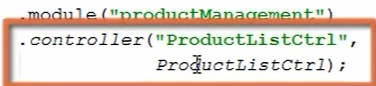 .module("productManagement")
.controller("ProductListCtrl",
ProductListCtrl);